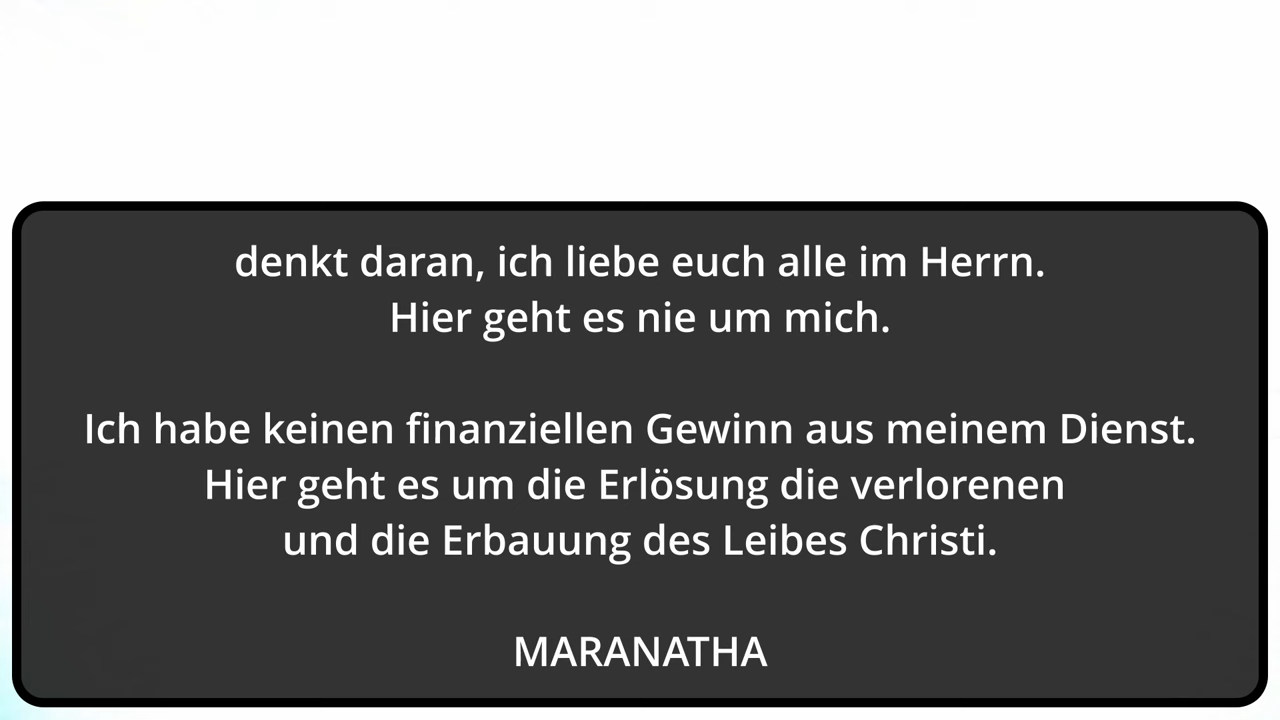 denkt daran, ich liebe euch alle im Herrn.
Hier geht es nie um mich.
Ich habe keinen finanziellen Gewinn aus meinem Dienst.
Hier geht es um die Erlösung die verlorenen
und die Erbauung des Leibes Christi.
MARANATHA